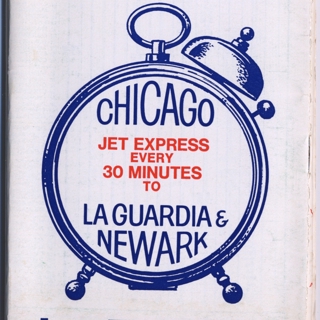 CHICAGO
JET EXPRESS
EVERY
30 MINUTES
TO
LA GUARDIA &
NEWARK